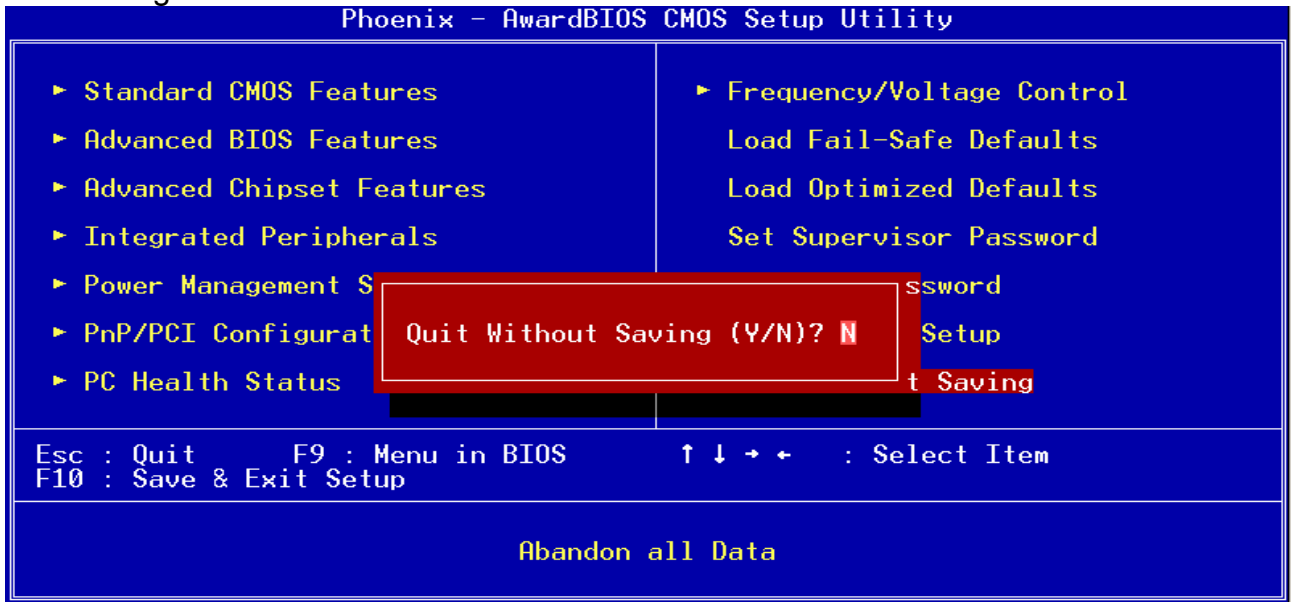 Phoenix - AwardBIOS CMOS Setup Utility
► Standard CMOS Features
► Advanced BIOS Features
► Advanced Chipset Features
► Integrated Peripherals
► Power Management S
► PnP/PCI Configurat
► PC Health Status
► Frequency/Voltage Control
Load Fail-Safe Defaults
Load Optimized Defaults
Set Supervisor Password
ssword
Setup
t Saving
Quit Without Saving (Y/N)? N
Esc : Quit F9 : Menu in BIOS ↑ ↓ → ← : Select Item
F10 : Save & Exit Setup
Abandon all Data